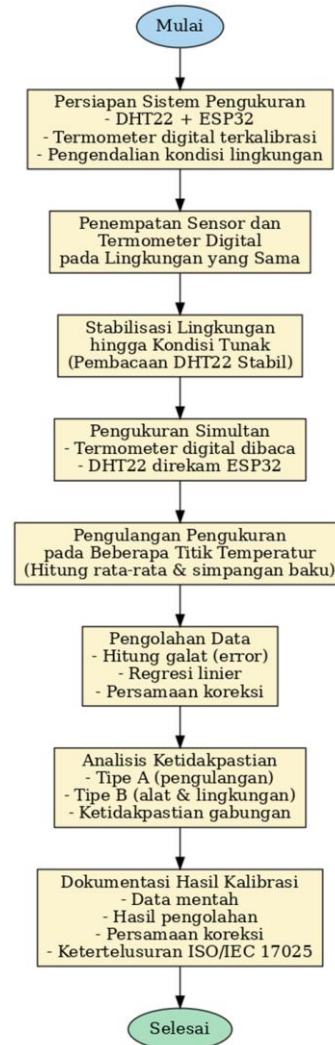 Mulai
Persiapan Sistem Pengukuran
- DHT22 + ESP32
- Termometer digital terkalibrasi
- Pengendalian kondisi lingkungan
Penempatan Sensor dan
Termometer Digital
pada Lingkungan yang Sama
Stabilisasi Lingkungan
hingga Kondisi Tunak
(Pembacaan DHT22 Stabil)
Pengukuran Simultan
- Termometer digital dibaca
- DHT22 direkam ESP32
Pengulangan Pengukuran
pada Beberapa Titik Temperatur
(Hitung rata-rata & simpangan baku)
Pengolahan Data
- Hitung galat (error)
- Regresi linier
- Persamaan koreksi
Analisis Ketidakpastian
- Tipe A (pengulangan)
- Tipe B (alat & lingkungan)
- Ketidakpastian gabungan
Dokumentasi Hasil Kalibrasi
- Data mentah
- Hasil pengolahan
- Persamaan koreksi
- Ketertelusuran ISO/IEC 17025
Selesai